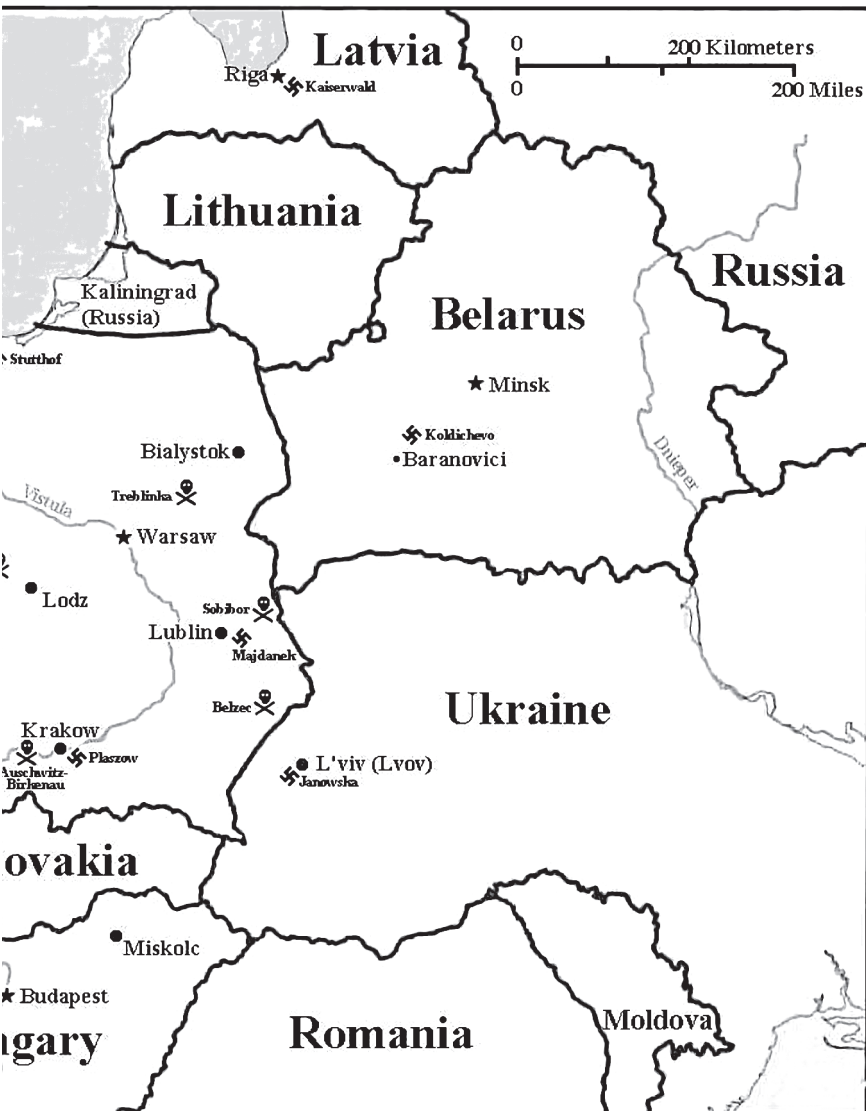 Latvia
0
200 Kilometers
0
200 Miles
Riga
Kaiserwald
Lithuania
Kaliningrad
(Russia)
Russia
Belarus
Stutthof
Minsk
Koldichevo
Baranovici
Bialystok
Treblinka
Vistula
Warsaw
Dnieper
Lodz
Sobibor
Lublin
Majdanek
Belzec
Ukraine
Krakow
Plaszow
Auschwitz-
Birkenau
L'viv (Lvov)
Janowska
ovakia
Miskolc
Budapest
ngary
Romania
Moldova